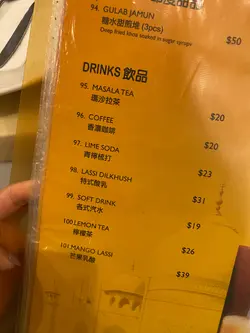 94. GULAB JAMUN $50
糖水甜煎堆 (3pcs)
Deep fried khoa soaked in sugar syrups
DRINKS 飲品
95. MASALA TEA $20
瑪沙拉茶
96. COFFEE $20
香濃咖啡
97. LIME SODA $23
青檸梳打
98. LASSI DILKHUSH $31
特式酸乳
99. SOFT DRINK $19
各式汽水
100 LEMON TEA $26
檸檬茶
101 MANGO LASSI $39
芒果乳酪